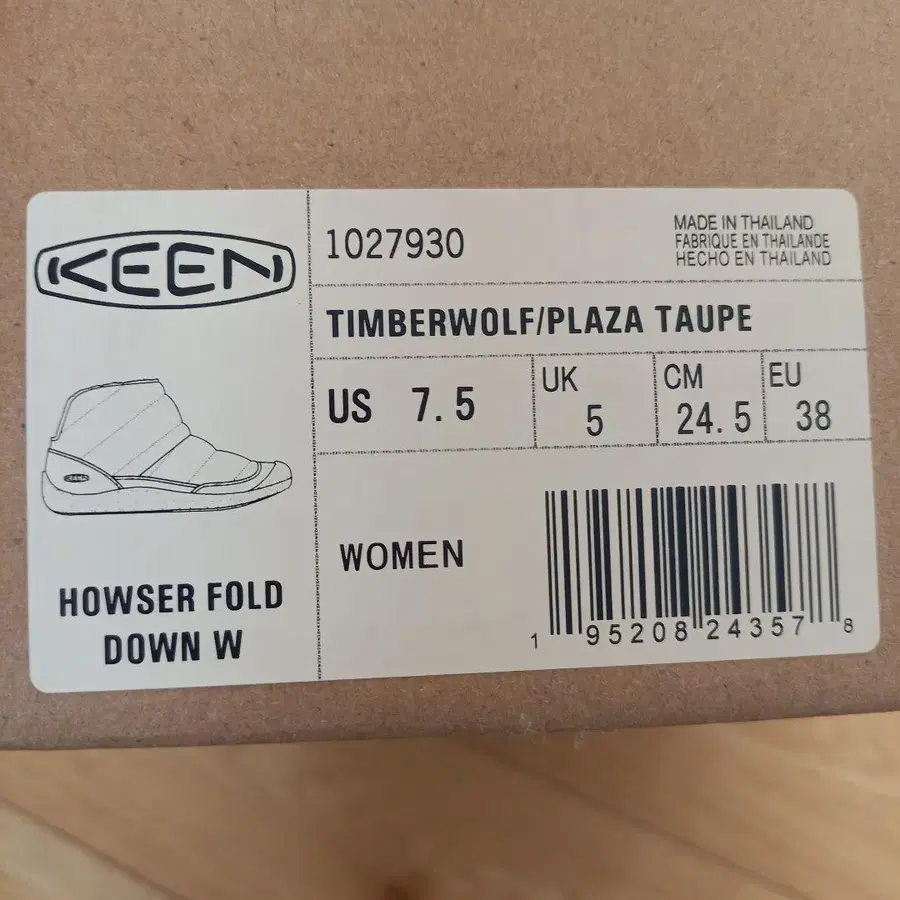 KEEN
1027930
MADE IN THAILAND
FABRIQUE EN THAILANDE
HECHO EN THAILAND
TIMBERWOLF/PLAZA TAUPE
US 7.5
UK 5
CM 24.5
EU 38
KEEN
HOWSER FOLD
DOWN W
WOMEN
1 95208 24357 8